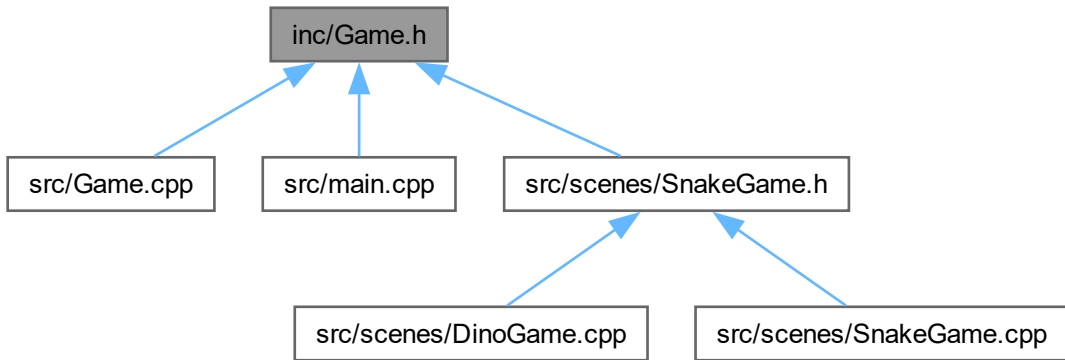 inc/Game.h
src/Game.cpp
src/main.cpp
src/scenes/SnakeGame.h
src/scenes/DinoGame.cpp
src/scenes/SnakeGame.cpp